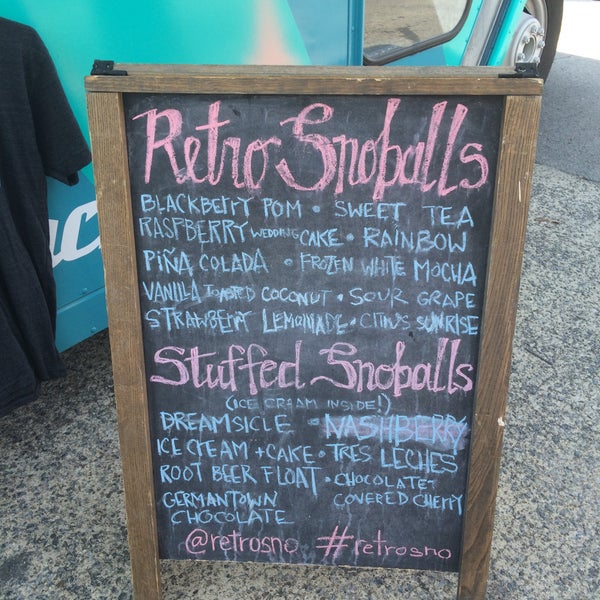 Retro Snoballs
BLACKBERRY POM • SWEET TEA
RASPBERRY WEDDING CAKE • RAINBOW
PIÑA COLADA • FROZEN WHITE MOCHA
VANILLA TOASTED COCONUT • SOUR GRAPE
STRAWBERRY LEMONADE • CITRUS SUNRISE
Stuffed Snoballs
(ICE CREAM INSIDE!)
DREAMSICLE • NASHBERRY
ICE CREAM + CAKE • TRES LECHES
ROOT BEER FLOAT • CHOCOLATE
GERMANTOWN COVERED CHERRY
CHOCOLATE
@retrosno #retrosno